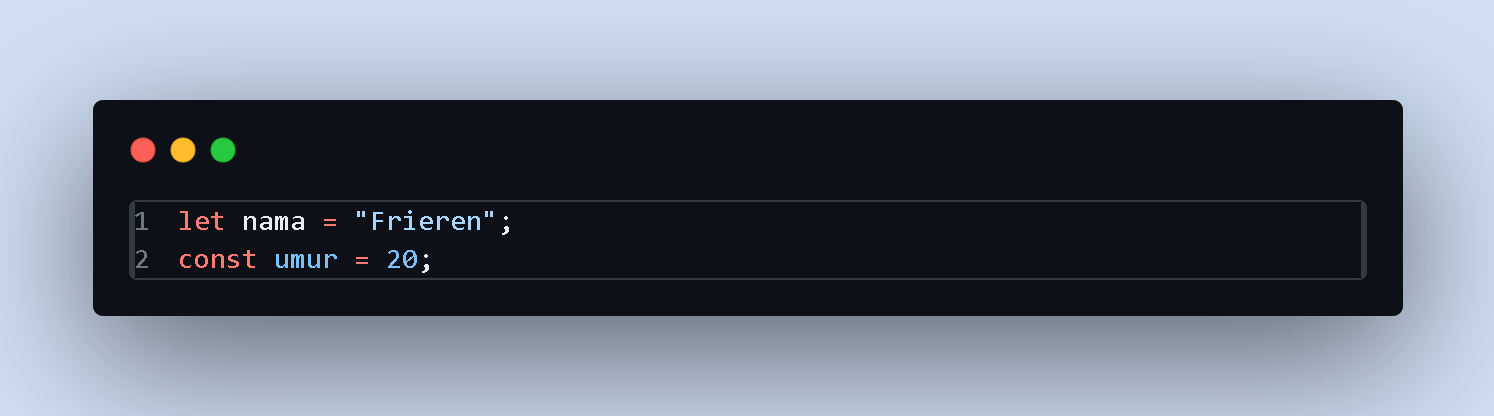 1 let nama = "Frieren";
2 const umur = 20;